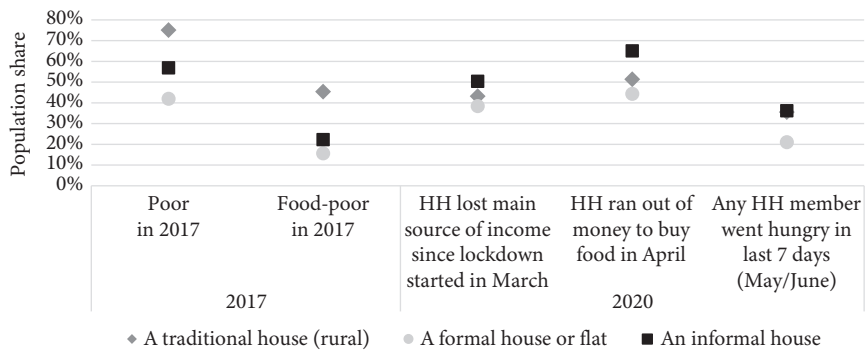 Population share
80%
70%
60%
50%
40%
30%
20%
10%
0%
Poor
in 2017
Food-poor
in 2017
HH lost main
source of income
since lockdown
started in March
HH ran out of
money to buy
food in April
Any HH member
went hungry in
last 7 days
(May/June)
2017
2020
A traditional house (rural)
A formal house or flat
An informal house